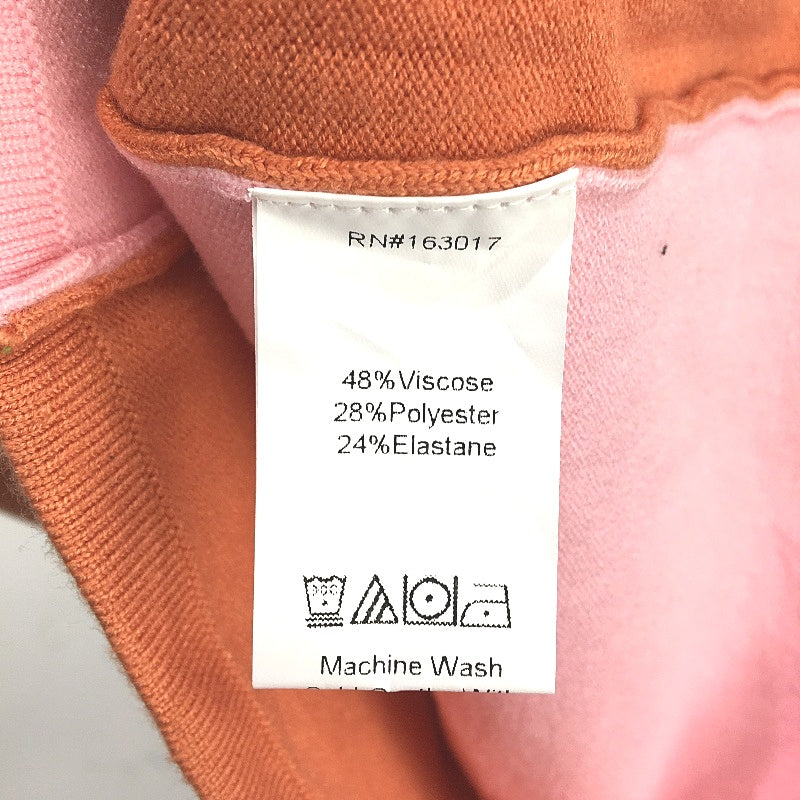 RN#163017
48%Viscose
28%Polyester
24%Elastane
Machine Wash